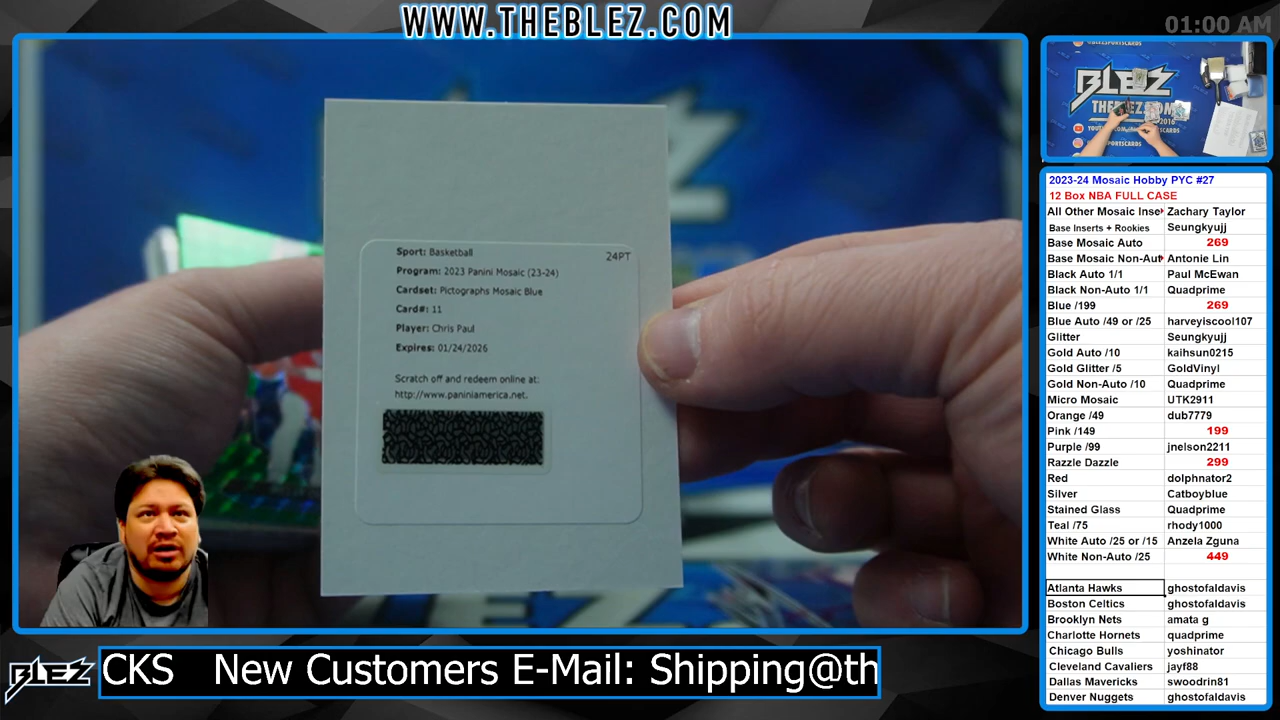 WWW.THEBLEZ.COM
01:00 AM
Sport: Basketball
24PT
Program: 2023 Panini Mosaic (23-24)
Cardset: Pictographs Mosaic Blue
Card#: 11
Player: Chris Paul
Expires: 01/24/2026
Scratch off and redeem online at:
http://www.paniniamerica.net.
BLEZ
THEBLEZ.COM
2023-24 Mosaic Hobby PYC #27
12 Box NBA FULL CASE
All Other Mosaic Inse Zachary Taylor
Base Inserts + Rookies Seungkyujj
Base Mosaic Auto 269
Base Mosaic Non-Aut Antonie Lin
Black Auto 1/1 Paul McEwan
Black Non-Auto 1/1 Quadprime
Blue /199 269
Blue Auto /49 or /25 harveyiscool107
Glitter Seungkyujj
Gold Auto /10 kaihsun0215
Gold Glitter /5 GoldVinyl
Gold Non-Auto /10 Quadprime
Micro Mosaic UTK2911
Orange /49 dub7779
Pink /149 199
Purple /99 jnelson2211
Razzle Dazzle 299
Red dolphnator2
Silver Catboyblue
Stained Glass Quadprime
Teal /75 rhody1000
White Auto /25 or /15 Anzela Zguna
White Non-Auto /25 449
Atlanta Hawks ghostofaldavis
Boston Celtics ghostofaldavis
Brooklyn Nets amata g
Charlotte Hornets quadprime
Chicago Bulls yoshinator
Cleveland Cavaliers jayf88
Dallas Mavericks swoodrin81
Denver Nuggets ghostofaldavis
BLEZ
CKS New Customers E-Mail: Shipping@th